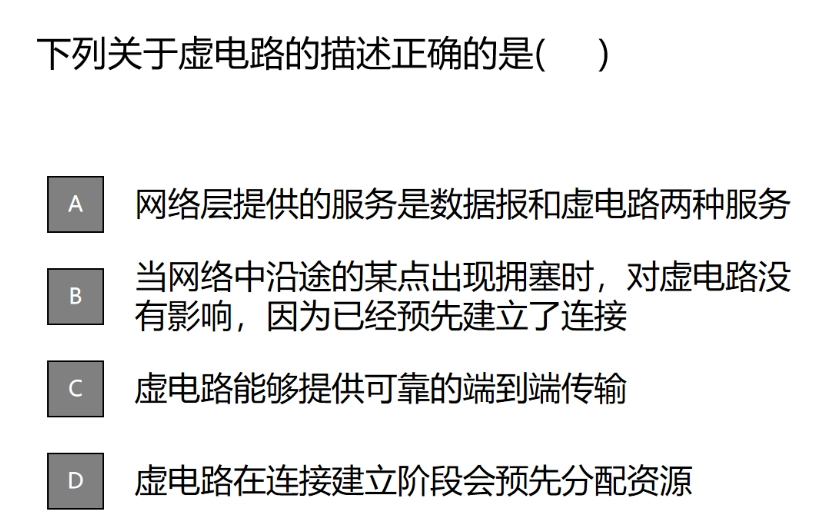 下列关于虚电路的描述正确的是(     )
A
网络层提供的服务是数据报和虚电路两种服务
B
当网络中沿途的某点出现拥塞时，对虚电路没
有影响，因为已经预先建立了连接
C
虚电路能够提供可靠的端到端传输
D
虚电路在连接建立阶段会预先分配资源